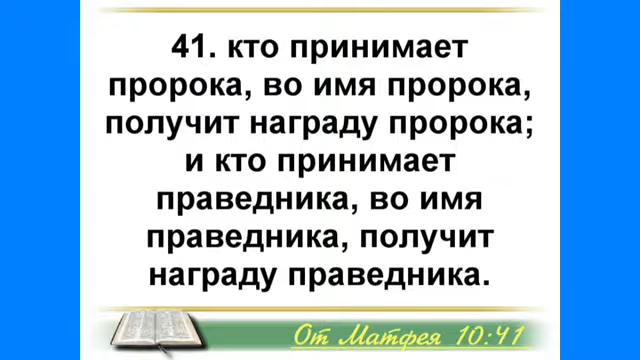 41. кто принимает
пророка, во имя пророка,
получит награду пророка;
и кто принимает
праведника, во имя
праведника, получит
награду праведника.
От Матфея 10:41